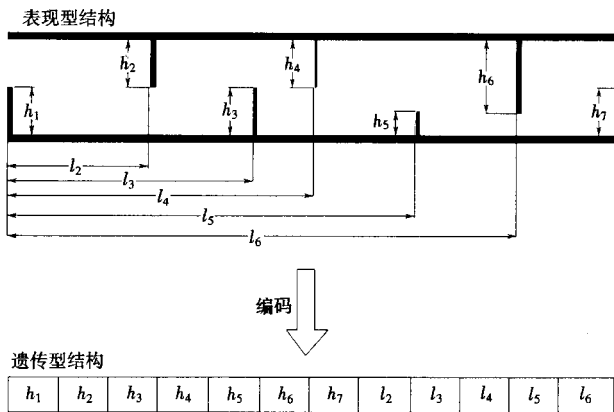 表现型结构
h₂
h₄
h₆
h₁
h₃
h₅
h₇
l₂
l₃
l₄
l₅
l₆
编码
遗传型结构
h₁ h₂ h₃ h₄ h₅ h₆ h₇ l₂ l₃ l₄ l₅ l₆